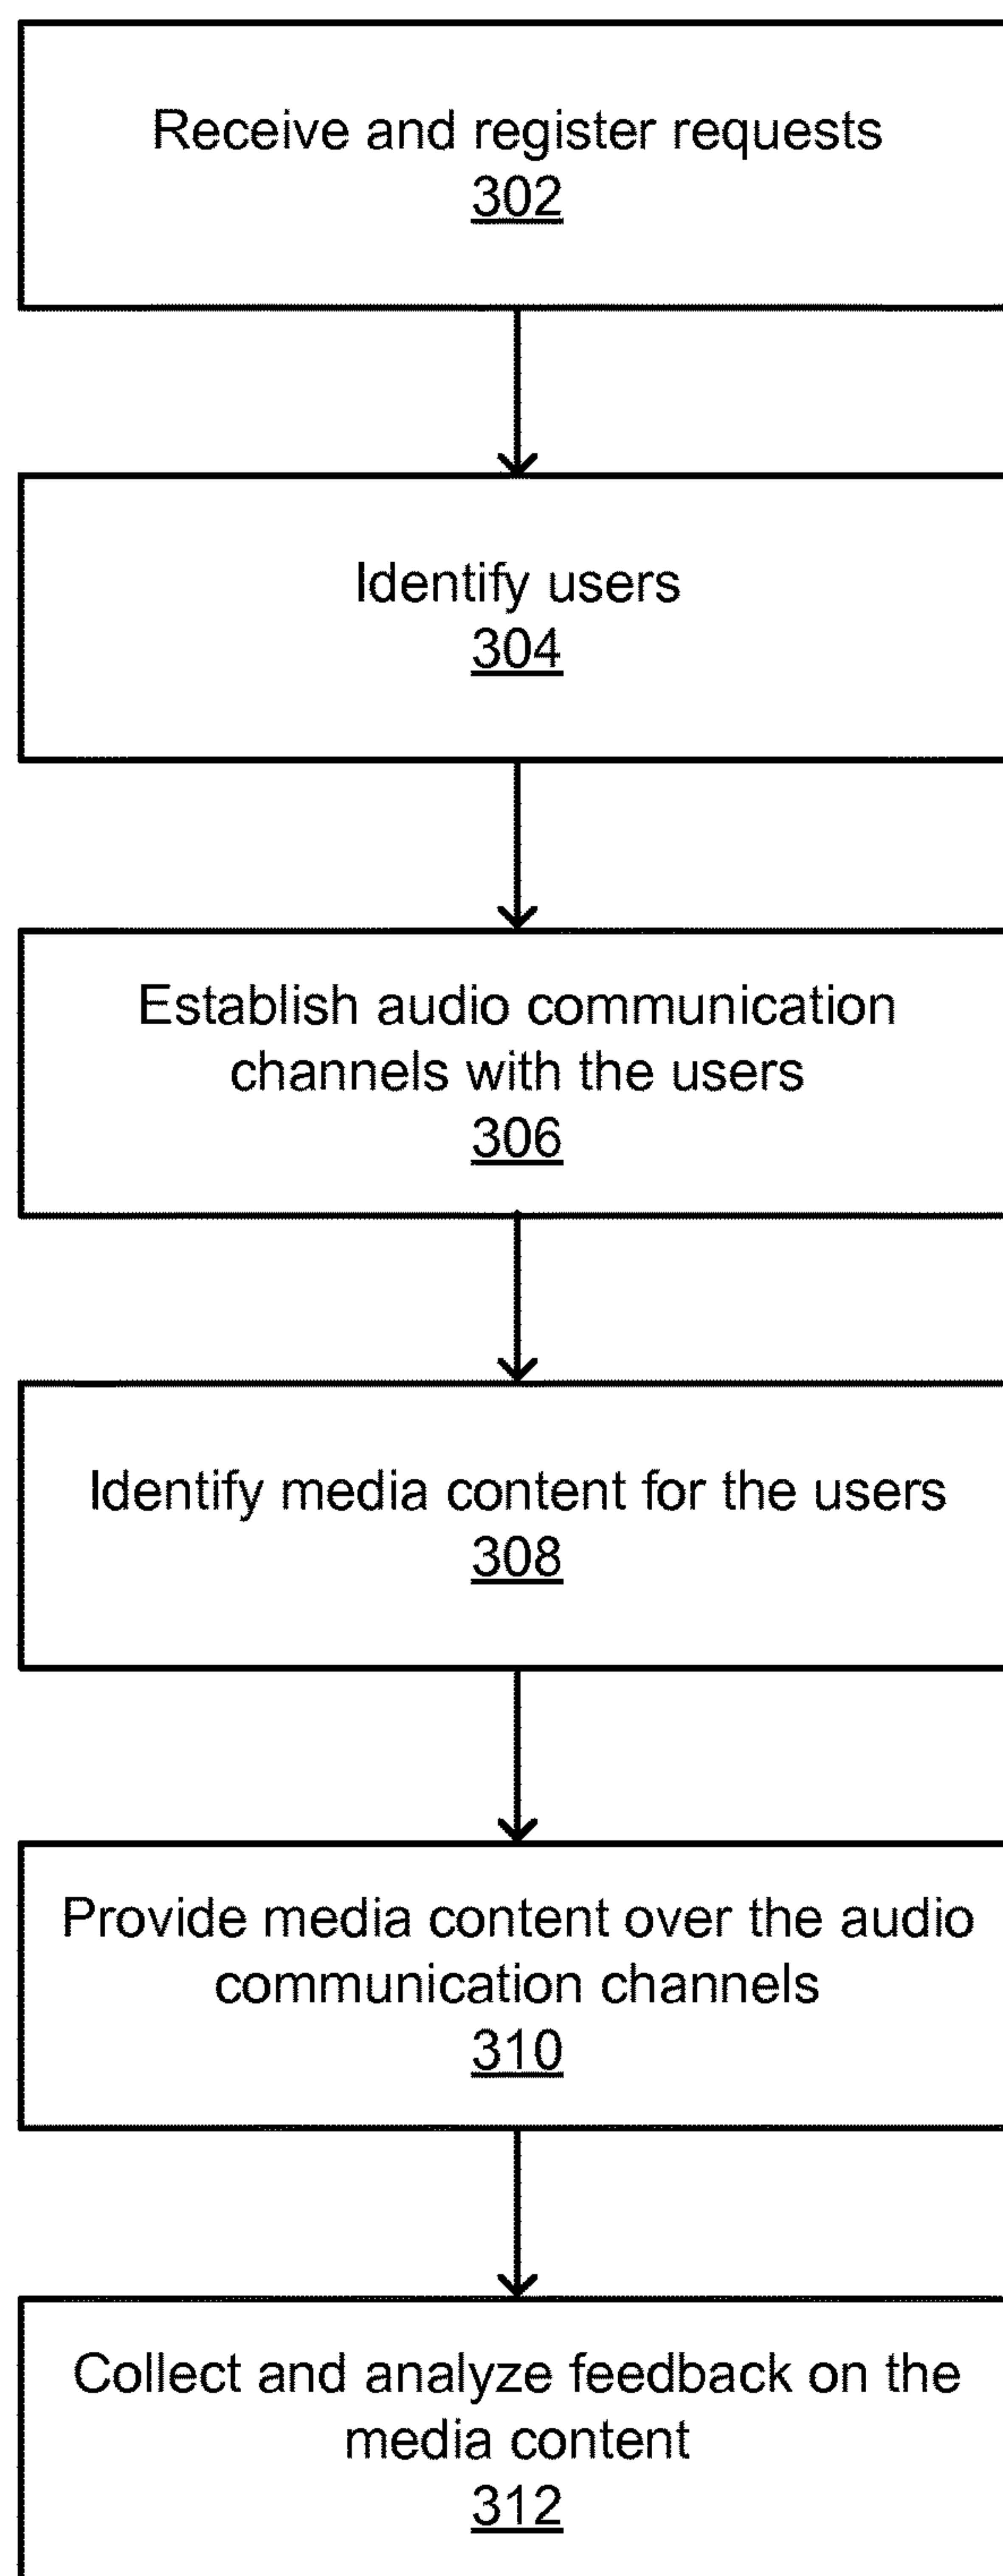 Receive and register requests
302
Identify users
304
Establish audio communication
channels with the users
306
Identify media content for the users
308
Provide media content over the audio
communication channels
310
Collect and analyze feedback on the
media content
312